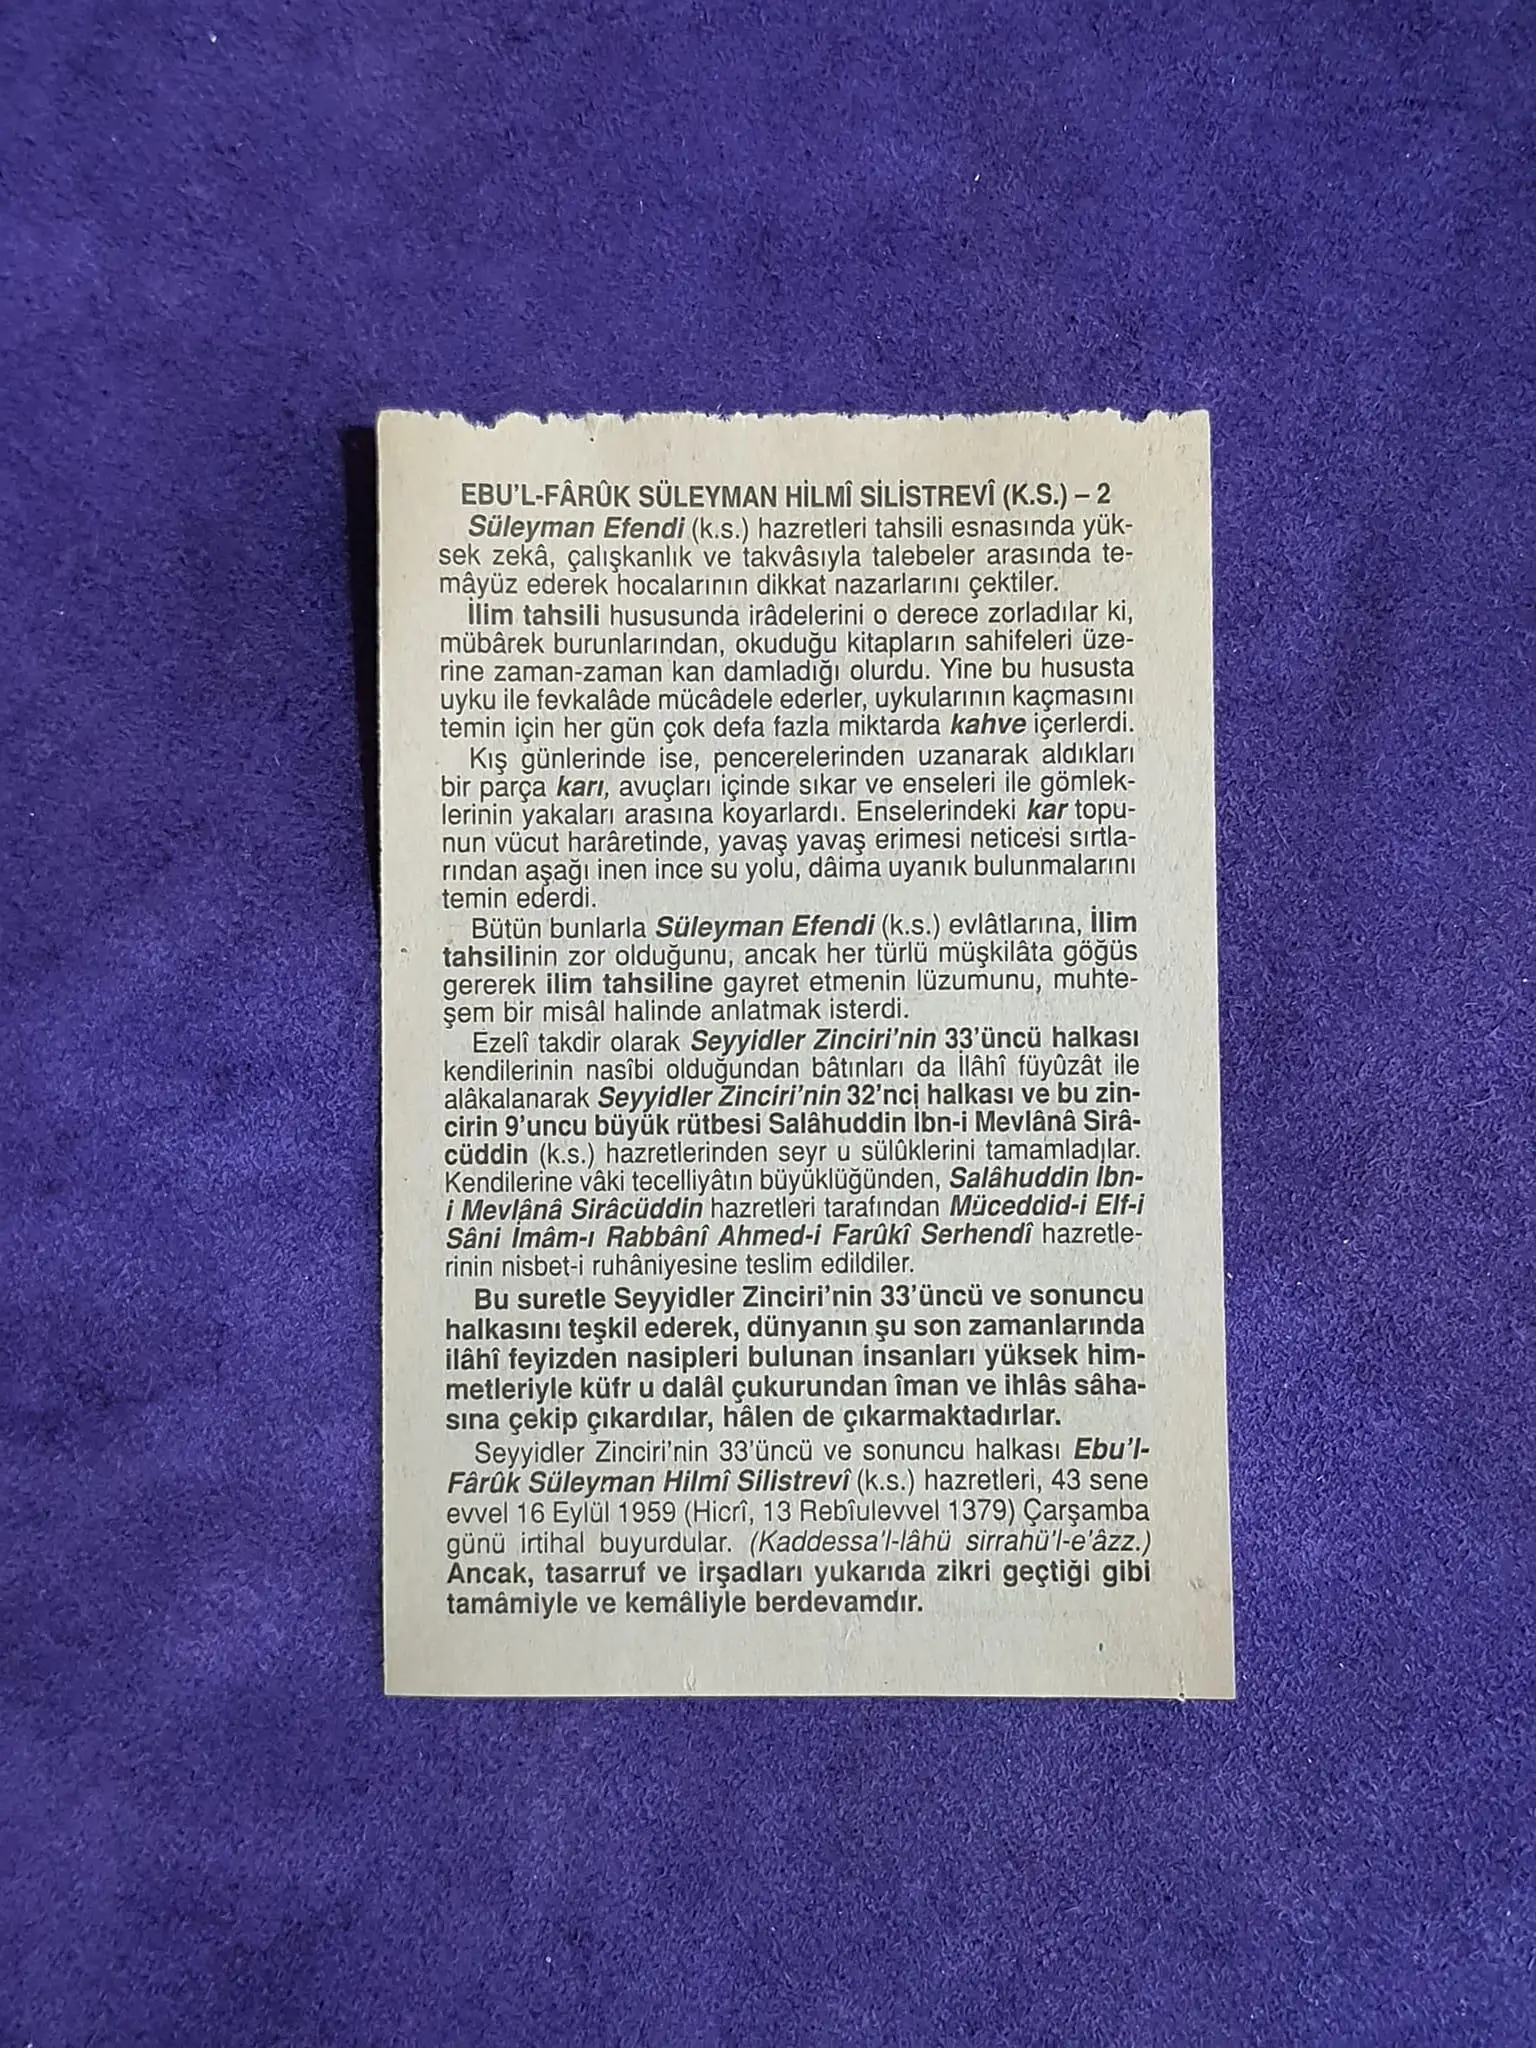 EBU'L-FÂRÛK SÜLEYMAN HİLMÎ SİLİSTREVÎ (K.S.) – 2
Süleyman Efendi (k.s.) hazretleri tahsili esnasında yük-
sek zekâ, çalışkanlık ve takvâsıyla talebeler arasında te-
mâyüz ederek hocalarının dikkat nazarlarını çektiler.
İlim tahsili hususunda irâdelerini o derece zorladılar ki,
mübârek burunlarından, okuduğu kitapların sahifeleri üze-
rine zaman-zaman kan damladığı olurdu. Yine bu hususta
uyku ile fevkalâde mücâdele ederler, uykularının kaçmasını
temin için her gün çok defa fazla miktarda kahve içerlerdi.
Kış günlerinde ise, pencerelerinden uzanarak aldıkları
bir parça karı, avuçları içinde sıkar ve enseleri ile gömlek-
lerinin yakaları arasına koyarlardı. Enselerindeki kar topu-
nun vücut harâretinde, yavaş yavaş erimesi neticesi sırtla-
rından aşağı inen ince su yolu, dâima uyanık bulunmalarını
temin ederdi.
Bütün bunlarla Süleyman Efendi (k.s.) evlâtlarına, İlim
tahsilinin zor olduğunu, ancak her türlü müşkilâta göğüs
gererek ilim tahsiline gayret etmenin lüzumunu, muhte-
şem bir misâl halinde anlatmak isterdi.
Ezelî takdir olarak Seyyidler Zinciri'nin 33'üncü halkası
kendilerinin nasîbi olduğundan bâtınları da İlâhî füyûzât ile
alâkalanarak Seyyidler Zinciri'nin 32'nci halkası ve bu zin-
cirin 9'uncu büyük rütbesi Salâhuddin İbn-i Mevlânâ Sirâ-
cüddin (k.s.) hazretlerinden seyr u sülûklerini tamamladılar.
Kendilerine vâki tecelliyâtın büyüklüğünden, Salâhuddin İbn-
i Mevlânâ Sirâcüddin hazretleri tarafından Müceddid-i Elf-i
Sâni İmâm-ı Rabbânî Ahmed-i Farûkî Serhendî hazretle-
rinin nisbet-i ruhâniyesine teslim edildiler.
Bu suretle Seyyidler Zinciri'nin 33'üncü ve sonuncu
halkasını teşkil ederek, dünyanın şu son zamanlarında
ilâhî feyizden nasipleri bulunan insanları yüksek him-
metleriyle küfr u dalâl çukurundan îman ve ihlâs sâha-
sına çekip çıkardılar, hâlen de çıkarmaktadırlar.
Seyyidler Zinciri'nin 33'üncü ve sonuncu halkası Ebu'l-
Fârûk Süleyman Hilmî Silistrevî (k.s.) hazretleri, 43 sene
evvel 16 Eylül 1959 (Hicrî, 13 Rebîulevvel 1379) Çarşamba
günü irtihal buyurdular. (Kaddessa'l-lâhü sirrahü'l-e'âzz.)
Ancak, tasarruf ve irşadları yukarıda zikri geçtiği gibi
tamâmiyle ve kemâliyle berdevamdır.